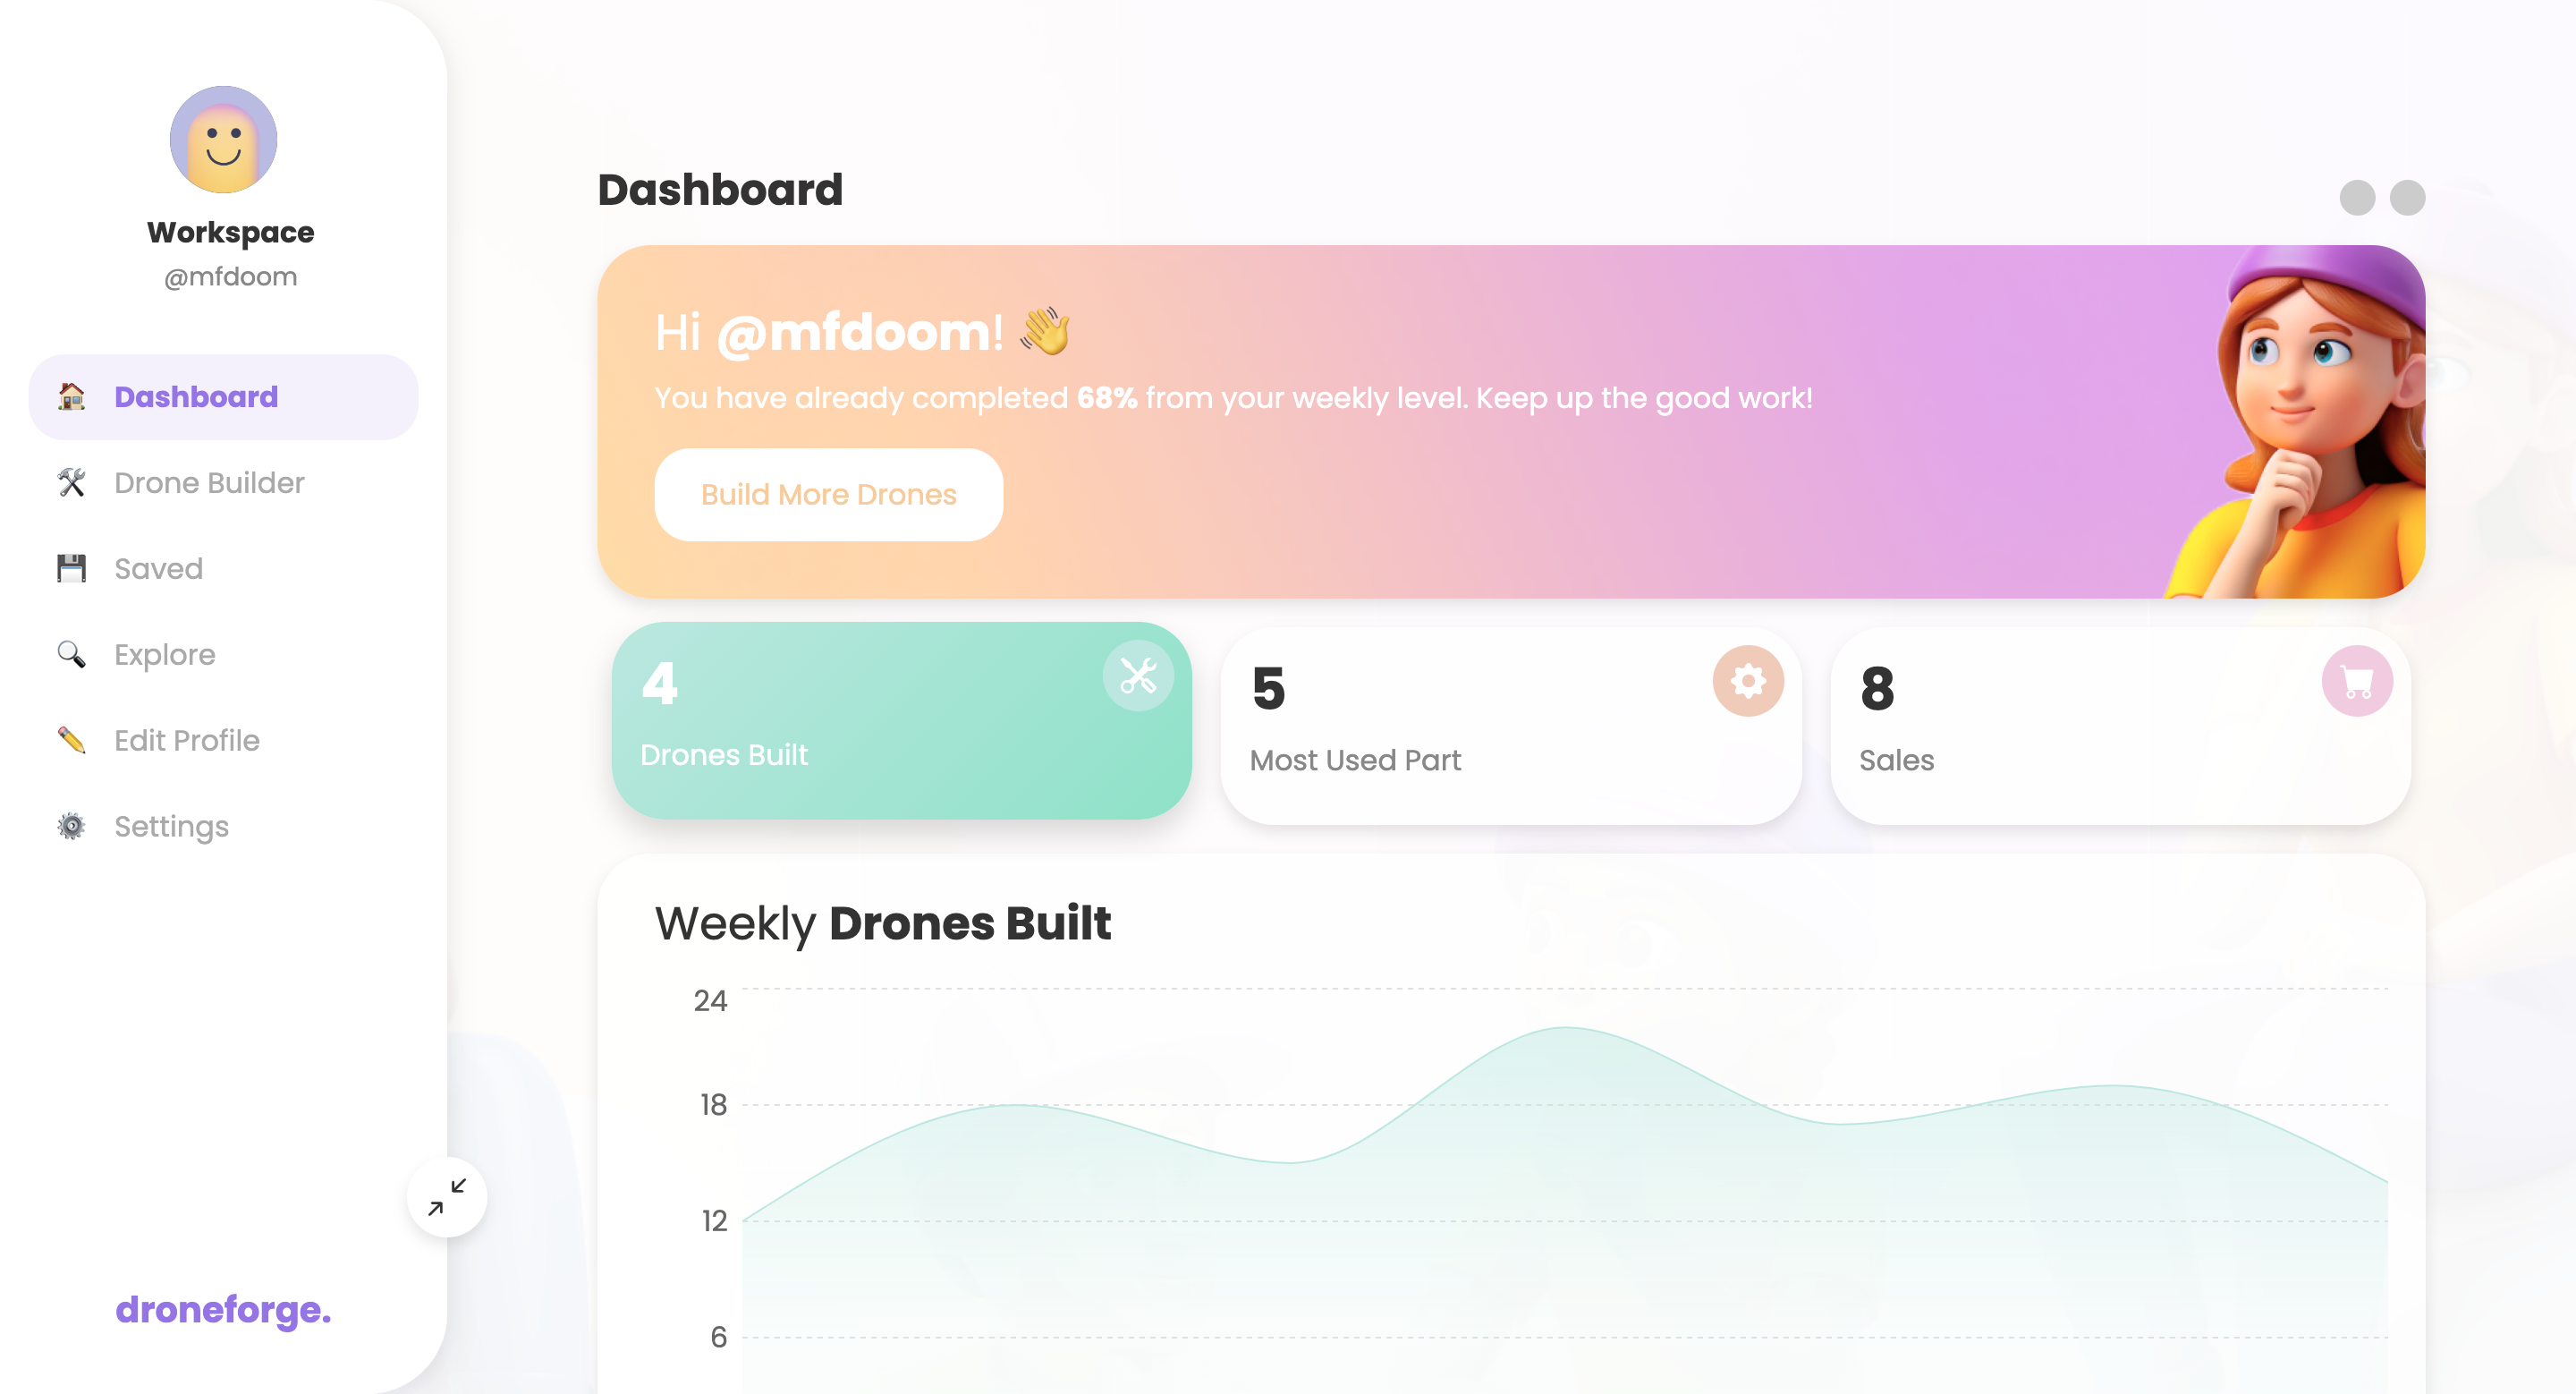 Workspace
@mfdoom
Dashboard
Drone Builder
Saved
Explore
Edit Profile
Settings
droneforge.
Dashboard
Hi @mfdoom! 👋
You have already completed 68% from your weekly level. Keep up the good work!
Build More Drones
4
Drones Built
5
Most Used Part
8
Sales
Weekly Drones Built
24
18
12
6